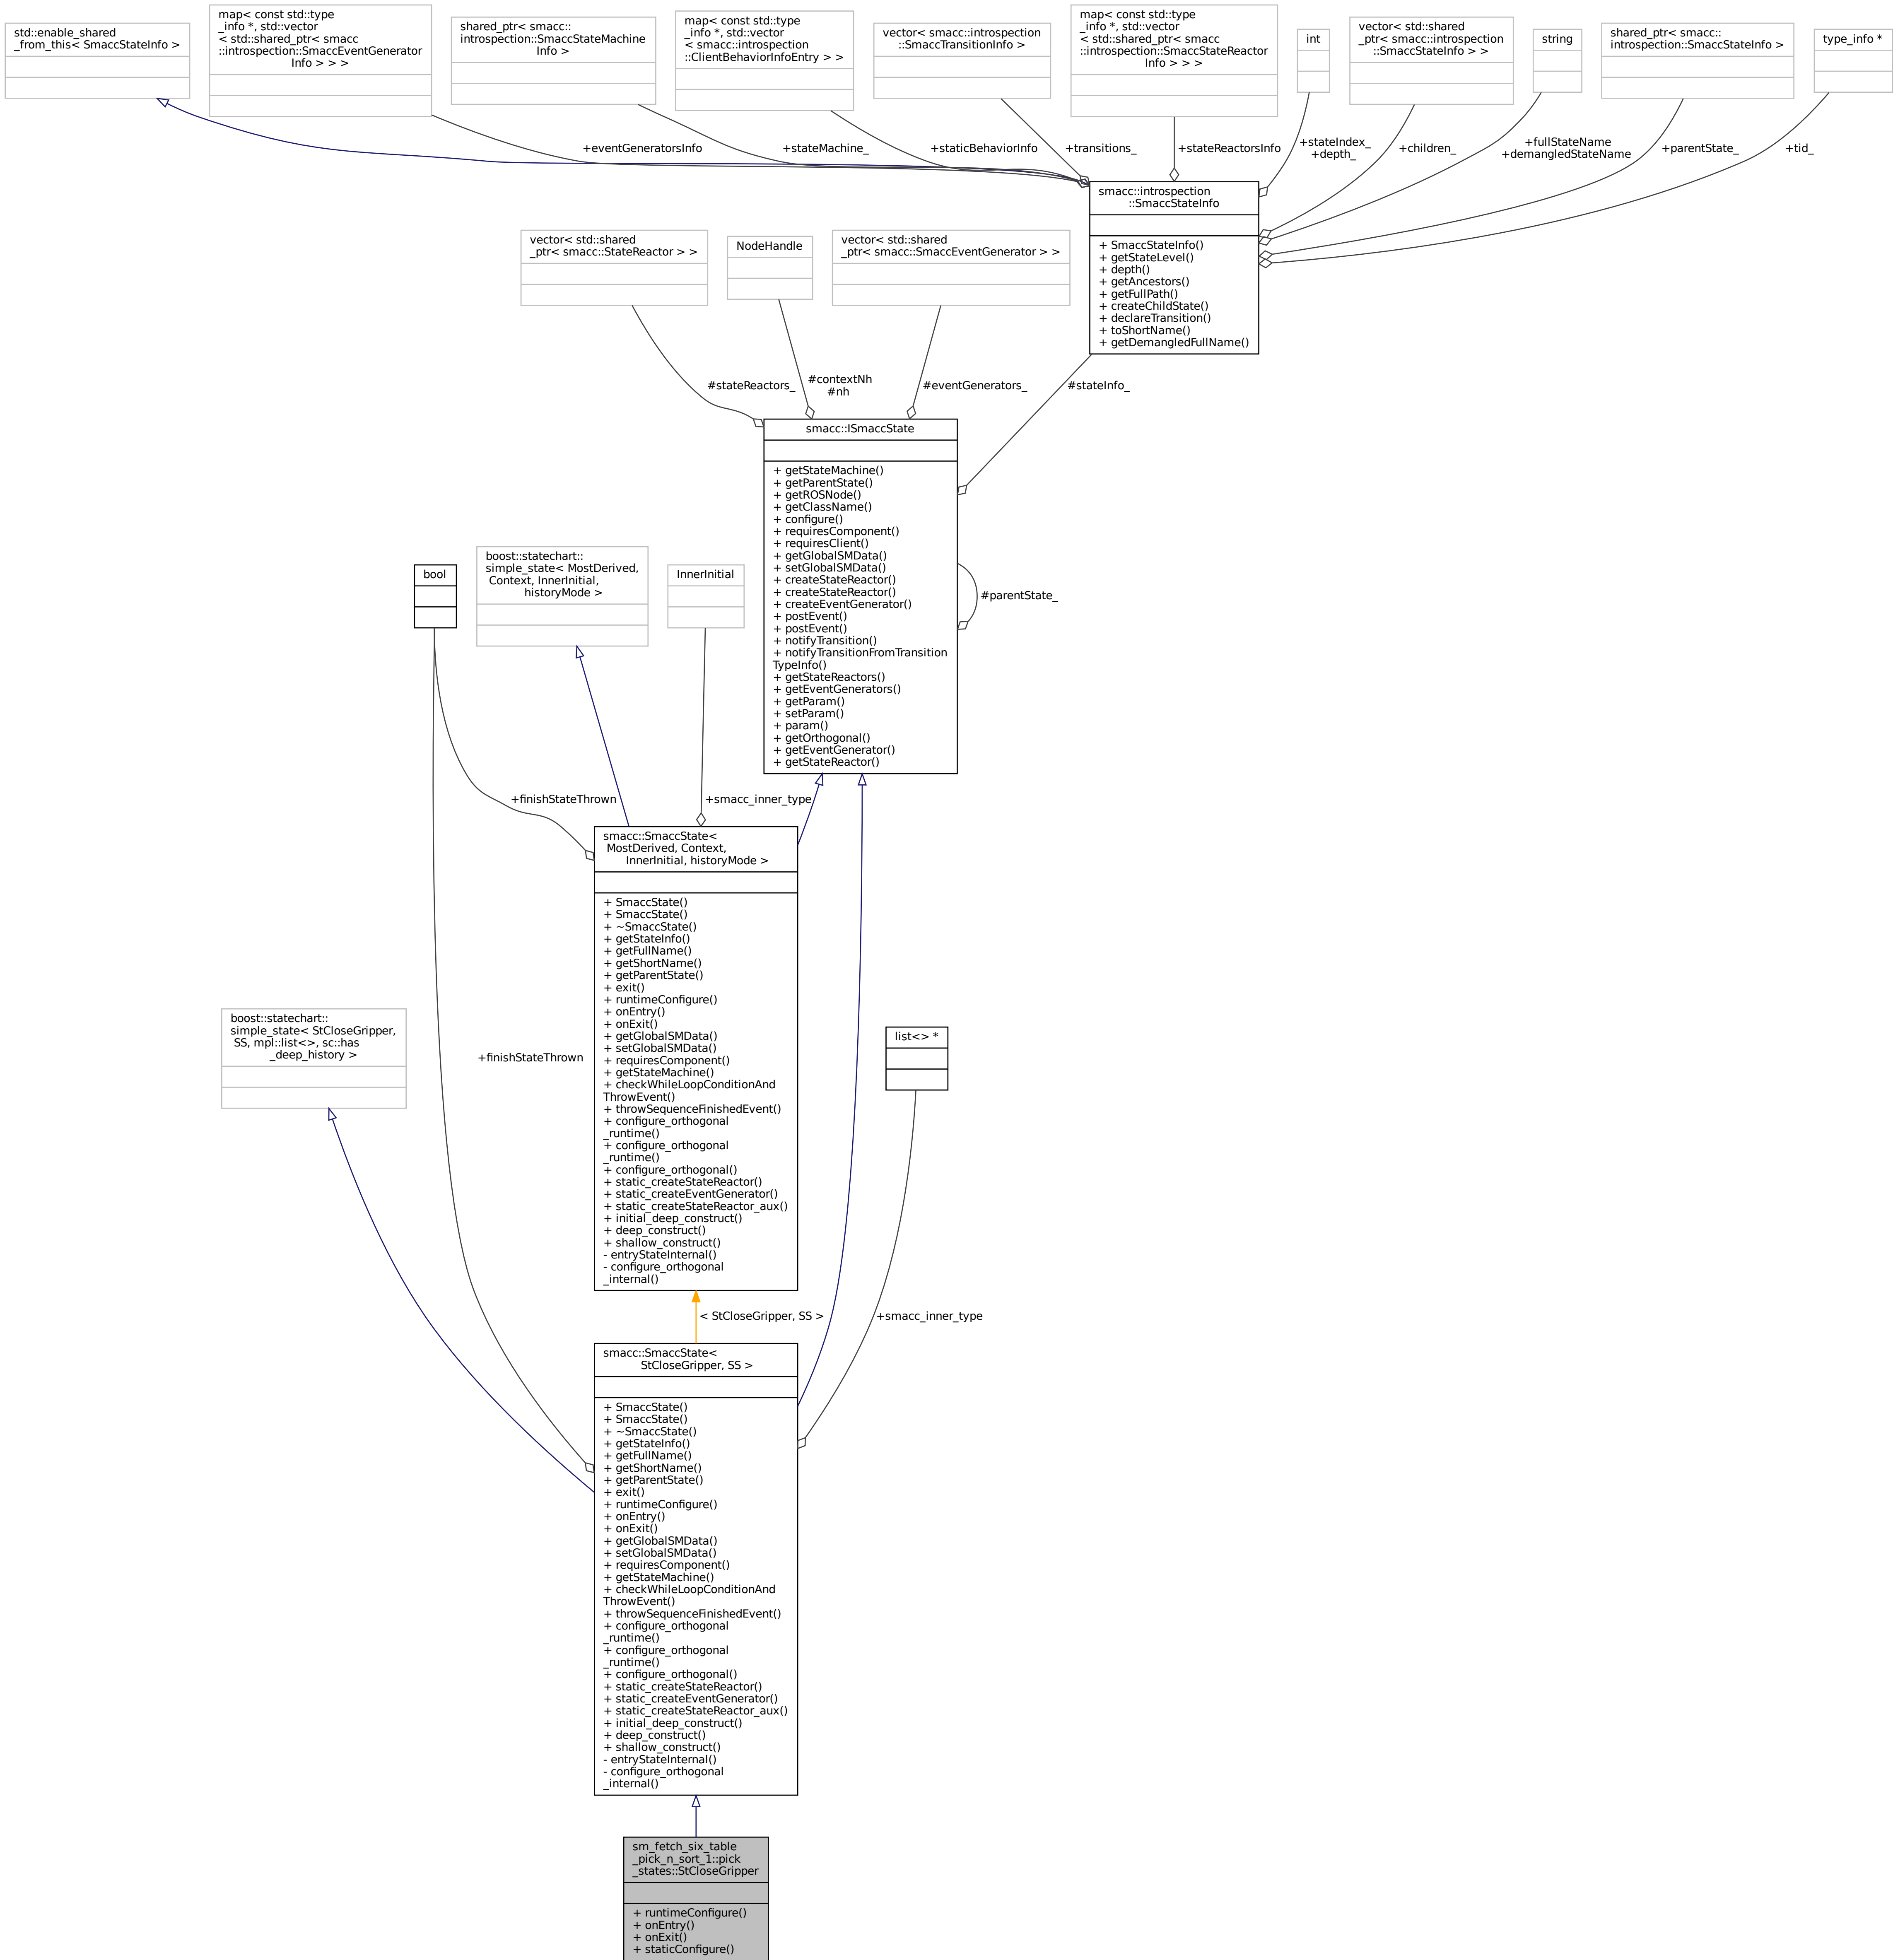 std::enable_shared
_from_this< SmaccStateInfo >
map< const std::type
_info *, std::vector
< std::shared_ptr< smacc
::introspection::SmaccEventGenerator
Info > > >
shared_ptr< smacc::
introspection::SmaccStateMachine
Info >
map< const std::type
_info *, std::vector
< smacc::introspection
::ClientBehaviorInfoEntry > >
vector< smacc::introspection
::SmaccTransitionInfo >
map< const std::type
_info *, std::vector
< std::shared_ptr< smacc
::introspection::SmaccStateReactor
Info > > >
int
vector< std::shared
_ptr< smacc::introspection
::SmaccStateInfo > >
string
shared_ptr< smacc::
introspection::SmaccStateInfo >
type_info *
+eventGeneratorsInfo
+stateMachine_
+staticBehaviorInfo
+transitions_
+stateReactorsInfo
+stateIndex_
+depth_
+children_
+fullStateName
+demangledStateName
+parentState_
+tid_
smacc::introspection
::SmaccStateInfo
+ SmaccStateInfo()
+ getStateLevel()
+ depth()
+ getAncestors()
+ getFullPath()
+ createChildState()
+ declareTransition()
+ toShortName()
+ getDemangledFullName()
vector< std::shared
_ptr< smacc::StateReactor > >
NodeHandle
vector< std::shared
_ptr< smacc::SmaccEventGenerator > >
#stateReactors_
#contextNh
#nh
#eventGenerators_
#stateInfo_
smacc::ISmaccState
+ getStateMachine()
+ getParentState()
+ getROSNode()
+ getClassName()
+ configure()
+ requiresComponent()
+ requiresClient()
+ getGlobalSMData()
+ setGlobalSMData()
+ createStateReactor()
+ createStateReactor()
+ createEventGenerator()
+ postEvent()
+ postEvent()
+ notifyTransition()
+ notifyTransitionFromTransition
TypeInfo()
+ getStateReactors()
+ getEventGenerators()
+ getParam()
+ setParam()
+ param()
+ getOrthogonal()
+ getEventGenerator()
+ getStateReactor()
#parentState_
bool
boost::statechart::
simple_state< MostDerived,
Context, InnerInitial,
historyMode >
InnerInitial
+finishStateThrown
+smacc_inner_type
smacc::SmaccState<
MostDerived, Context,
InnerInitial, historyMode >
+ SmaccState()
+ SmaccState()
+ ~SmaccState()
+ getStateInfo()
+ getFullName()
+ getShortName()
+ getParentState()
+ exit()
+ runtimeConfigure()
+ onEntry()
+ onExit()
+ getGlobalSMData()
+ setGlobalSMData()
+ requiresComponent()
+ getStateMachine()
+ checkWhileLoopConditionAnd
ThrowEvent()
+ throwSequenceFinishedEvent()
+ configure_orthogonal
_runtime()
+ configure_orthogonal
_runtime()
+ configure_orthogonal()
+ static_createStateReactor()
+ static_createEventGenerator()
+ static_createStateReactor_aux()
+ initial_deep_construct()
+ deep_construct()
+ shallow_construct()
- entryStateInternal()
- configure_orthogonal
_internal()
boost::statechart::
simple_state< StCloseGripper,
SS, mpl::list<>, sc::has
_deep_history >
+finishStateThrown
list<> *
< StCloseGripper, SS >
+smacc_inner_type
smacc::SmaccState<
StCloseGripper, SS >
+ SmaccState()
+ SmaccState()
+ ~SmaccState()
+ getStateInfo()
+ getFullName()
+ getShortName()
+ getParentState()
+ exit()
+ runtimeConfigure()
+ onEntry()
+ onExit()
+ getGlobalSMData()
+ setGlobalSMData()
+ requiresComponent()
+ getStateMachine()
+ checkWhileLoopConditionAnd
ThrowEvent()
+ throwSequenceFinishedEvent()
+ configure_orthogonal
_runtime()
+ configure_orthogonal
_runtime()
+ configure_orthogonal()
+ static_createStateReactor()
+ static_createEventGenerator()
+ static_createStateReactor_aux()
+ initial_deep_construct()
+ deep_construct()
+ shallow_construct()
- entryStateInternal()
- configure_orthogonal
_internal()
sm_fetch_six_table
_pick_n_sort_1::pick
_states::StCloseGripper
+ runtimeConfigure()
+ onEntry()
+ onExit()
+ staticConfigure()